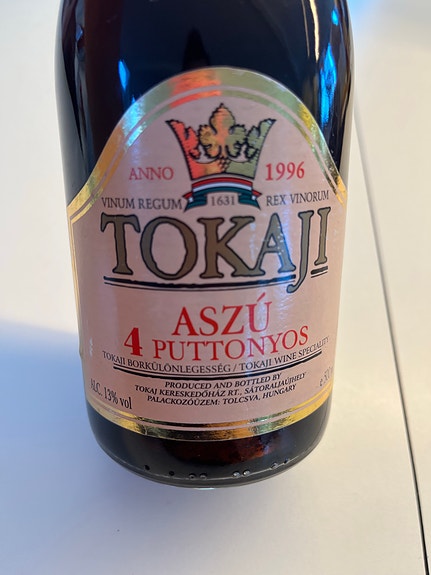 ANNO 1996
VINUM REGUM 1631 REX VINORUM
TOKAJI
ASZÚ
4 PUTTONYOS
TOKAJI BORKÜLÖNLEGESSÉG / TOKAJI WINE SPECIALITY
PRODUCED AND BOTTLED BY
TOKAJ KERESKEDŐHÁZ RT., SÁTORALJAÚJHELY
PALACKOZÓÜZEM: TOLCSVA, HUNGARY
ALC. 13% vol